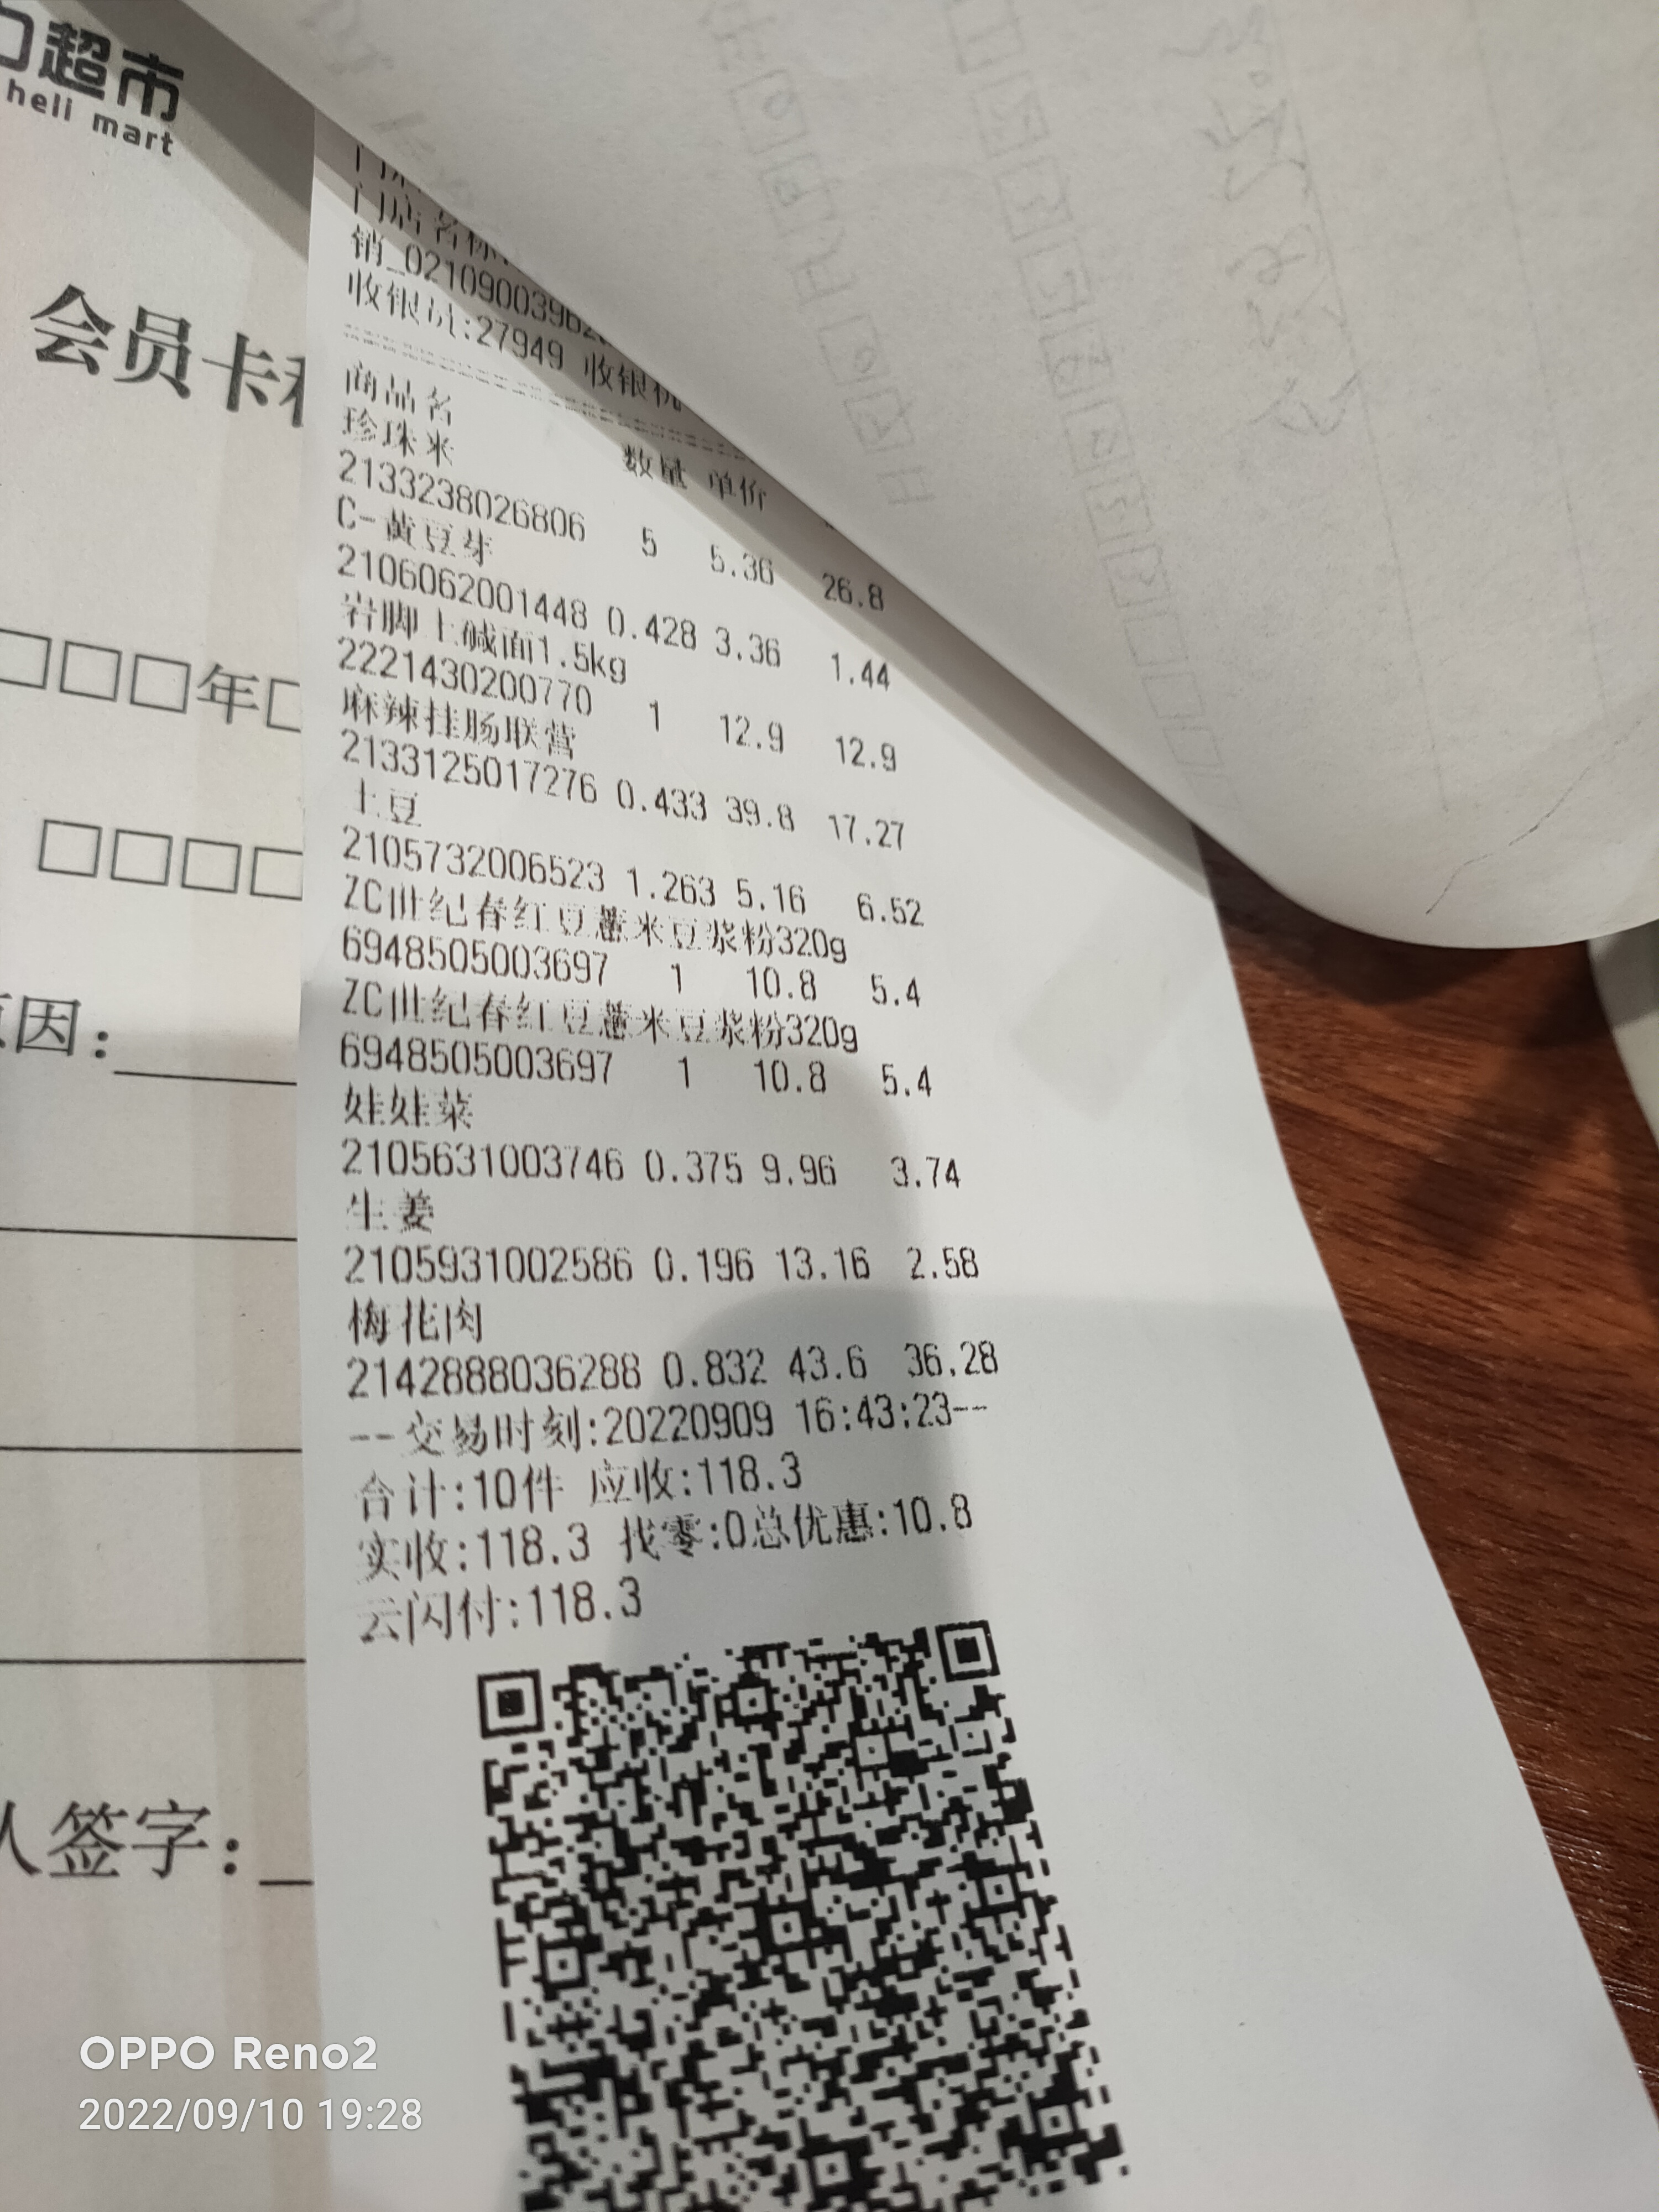 超市
heli mart
会员卡
年
因:
人签字:
门店名称
销_0210900396
收银员:27949 收银机
商品名 数量 单价
珍珠米
2133238026806 5 5.36 26.8
C-黄豆芽
2106062001448 0.428 3.36 1.44
岩脚土碱面1.5kg
2221430200770 1 12.9 12.9
麻辣挂肠联营
2133125017276 0.433 39.8 17.27
土豆
2105732006523 1.263 5.16 6.52
ZC世纪春红豆薏米豆浆粉320g
6948505003697 1 10.8 5.4
ZC世纪春红豆薏米豆浆粉320g
6948505003697 1 10.8 5.4
娃娃菜
2105631003746 0.375 9.96 3.74
生姜
2105931002586 0.196 13.16 2.58
梅花肉
2142888036288 0.832 43.6 36.28
--交易时刻:20220909 16:43:23--
合计:10件 应收:118.3
实收:118.3 找零:0总优惠:10.8
云闪付:118.3
OPPO Reno2
2022/09/10 19:28